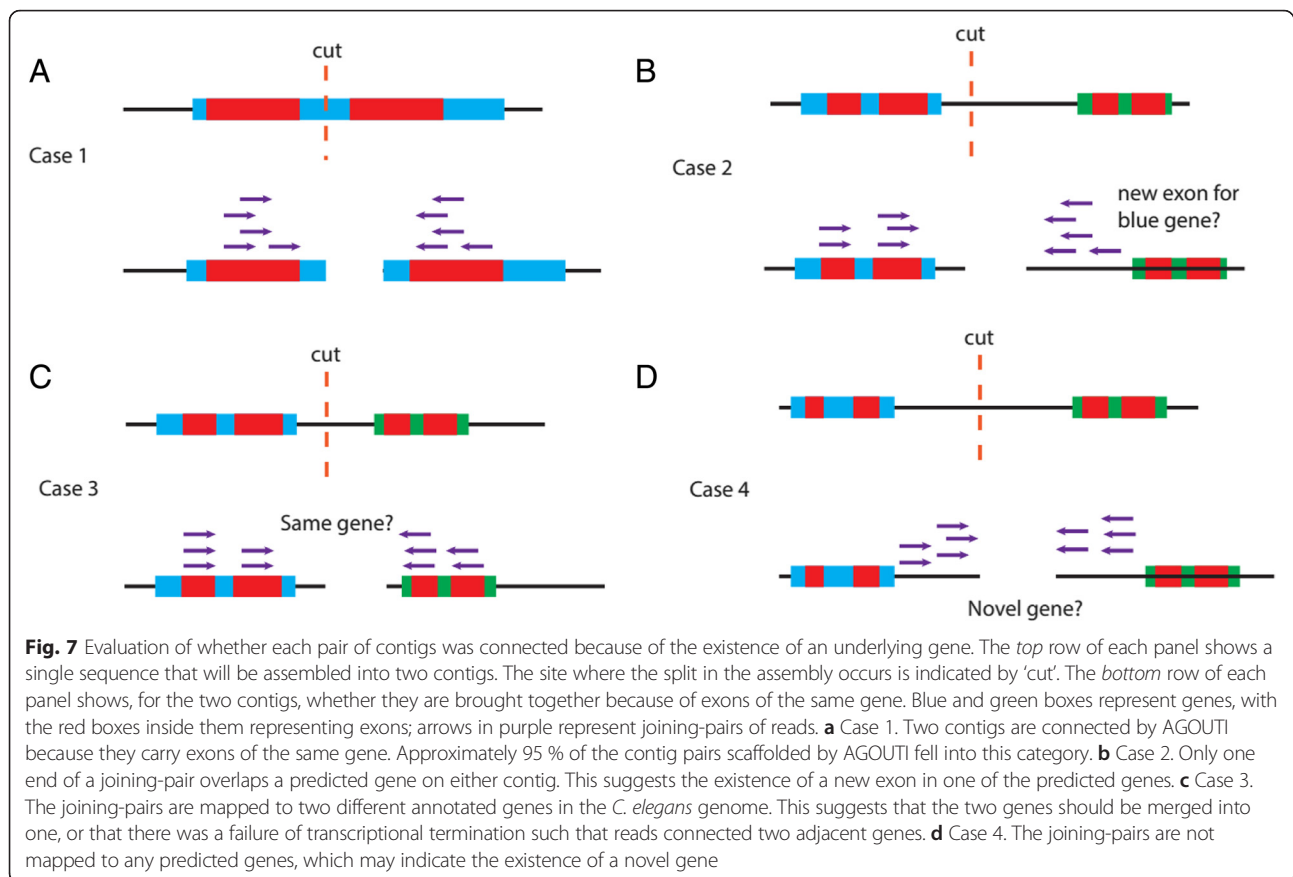 A
cut
Case 1
B
cut
Case 2
new exon for
blue gene?
C
cut
Case 3
Same gene?
D
cut
Case 4
Novel gene?
Fig. 7 Evaluation of whether each pair of contigs was connected because of the existence of an underlying gene. The top row of each panel shows a
single sequence that will be assembled into two contigs. The site where the split in the assembly occurs is indicated by ‘cut’. The bottom row of each
panel shows, for the two contigs, whether they are brought together because of exons of the same gene. Blue and green boxes represent genes, with
the red boxes inside them representing exons; arrows in purple represent joining-pairs of reads. a Case 1. Two contigs are connected by AGOUTI
because they carry exons of the same gene. Approximately 95 % of the contig pairs scaffolded by AGOUTI fell into this category. b Case 2. Only one
end of a joining-pair overlaps a predicted gene on either contig. This suggests the existence of a new exon in one of the predicted genes. c Case 3.
The joining-pairs are mapped to two different annotated genes in the C. elegans genome. This suggests that the two genes should be merged into
one, or that there was a failure of transcriptional termination such that reads connected two adjacent genes. d Case 4. The joining-pairs are not
mapped to any predicted genes, which may indicate the existence of a novel gene